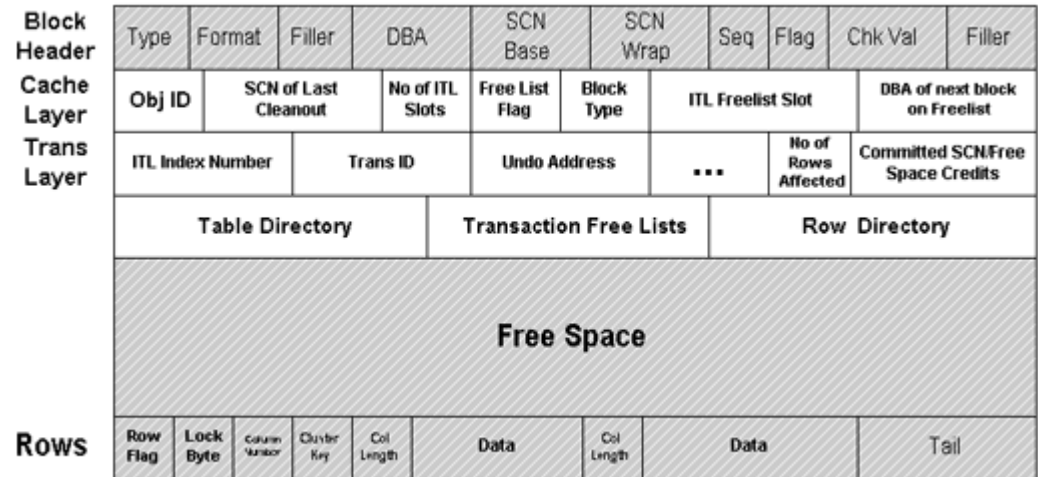 Block Header
Type
Format
Filler
DBA
SCN Base
SCN Wrap
Seq
Flag
Chk Val
Filler
Cache Layer
Obj ID
SCN of Last Cleanout
No of ITL Slots
Free List Flag
Block Type
ITL Freelist Slot
DBA of next block on Freelist
Trans Layer
ITL Index Number
Trans ID
Undo Address
...
No of Rows Affected
Committed SCN/Free Space Credits
Table Directory
Transaction Free Lists
Row Directory
Free Space
Rows
Row Flag
Lock Byte
Column Number
Cluster Key
Col Length
Data
Col Length
Data
Tail